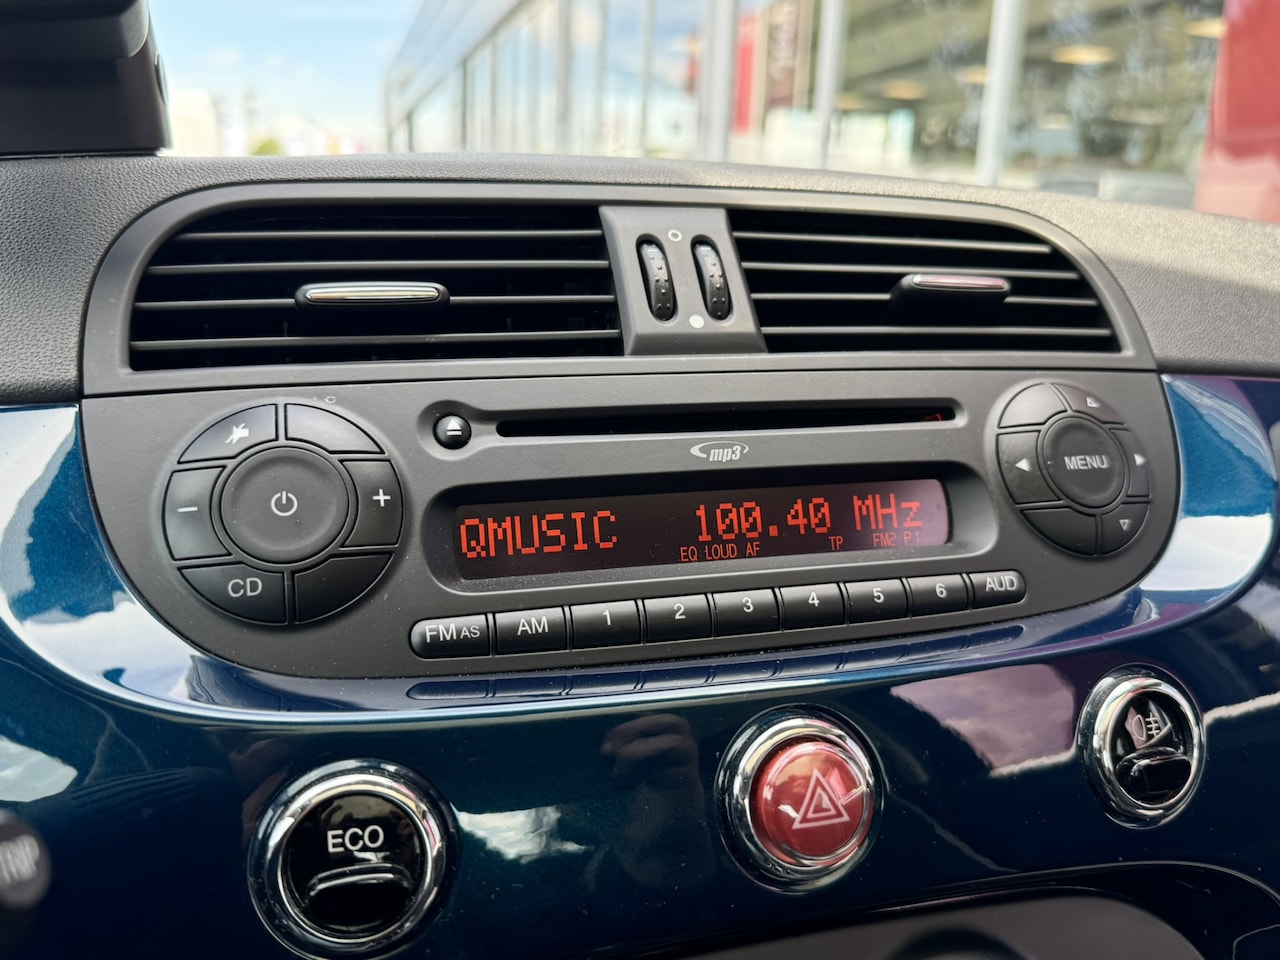 mp3
QMUSIC 100.40 MHz
EQ LOUD AF TP FM2 P1
MENU
CD
FM AS AM 1 2 3 4 5 6 AUD
ECO